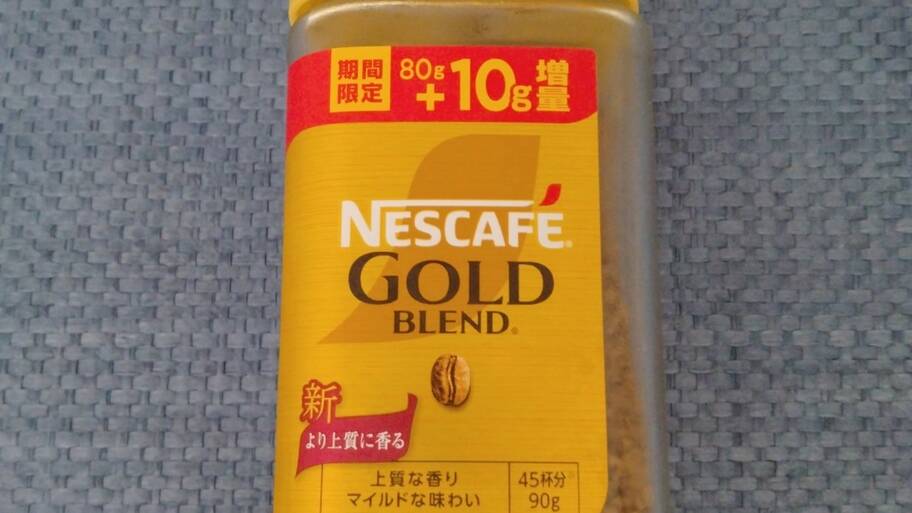 期間
限定
80g
+10g
増量
NESCAFÉ®
GOLD
BLEND®
新
より上質に香る
上質な香り
マイルドな味わい
45杯分※
90g